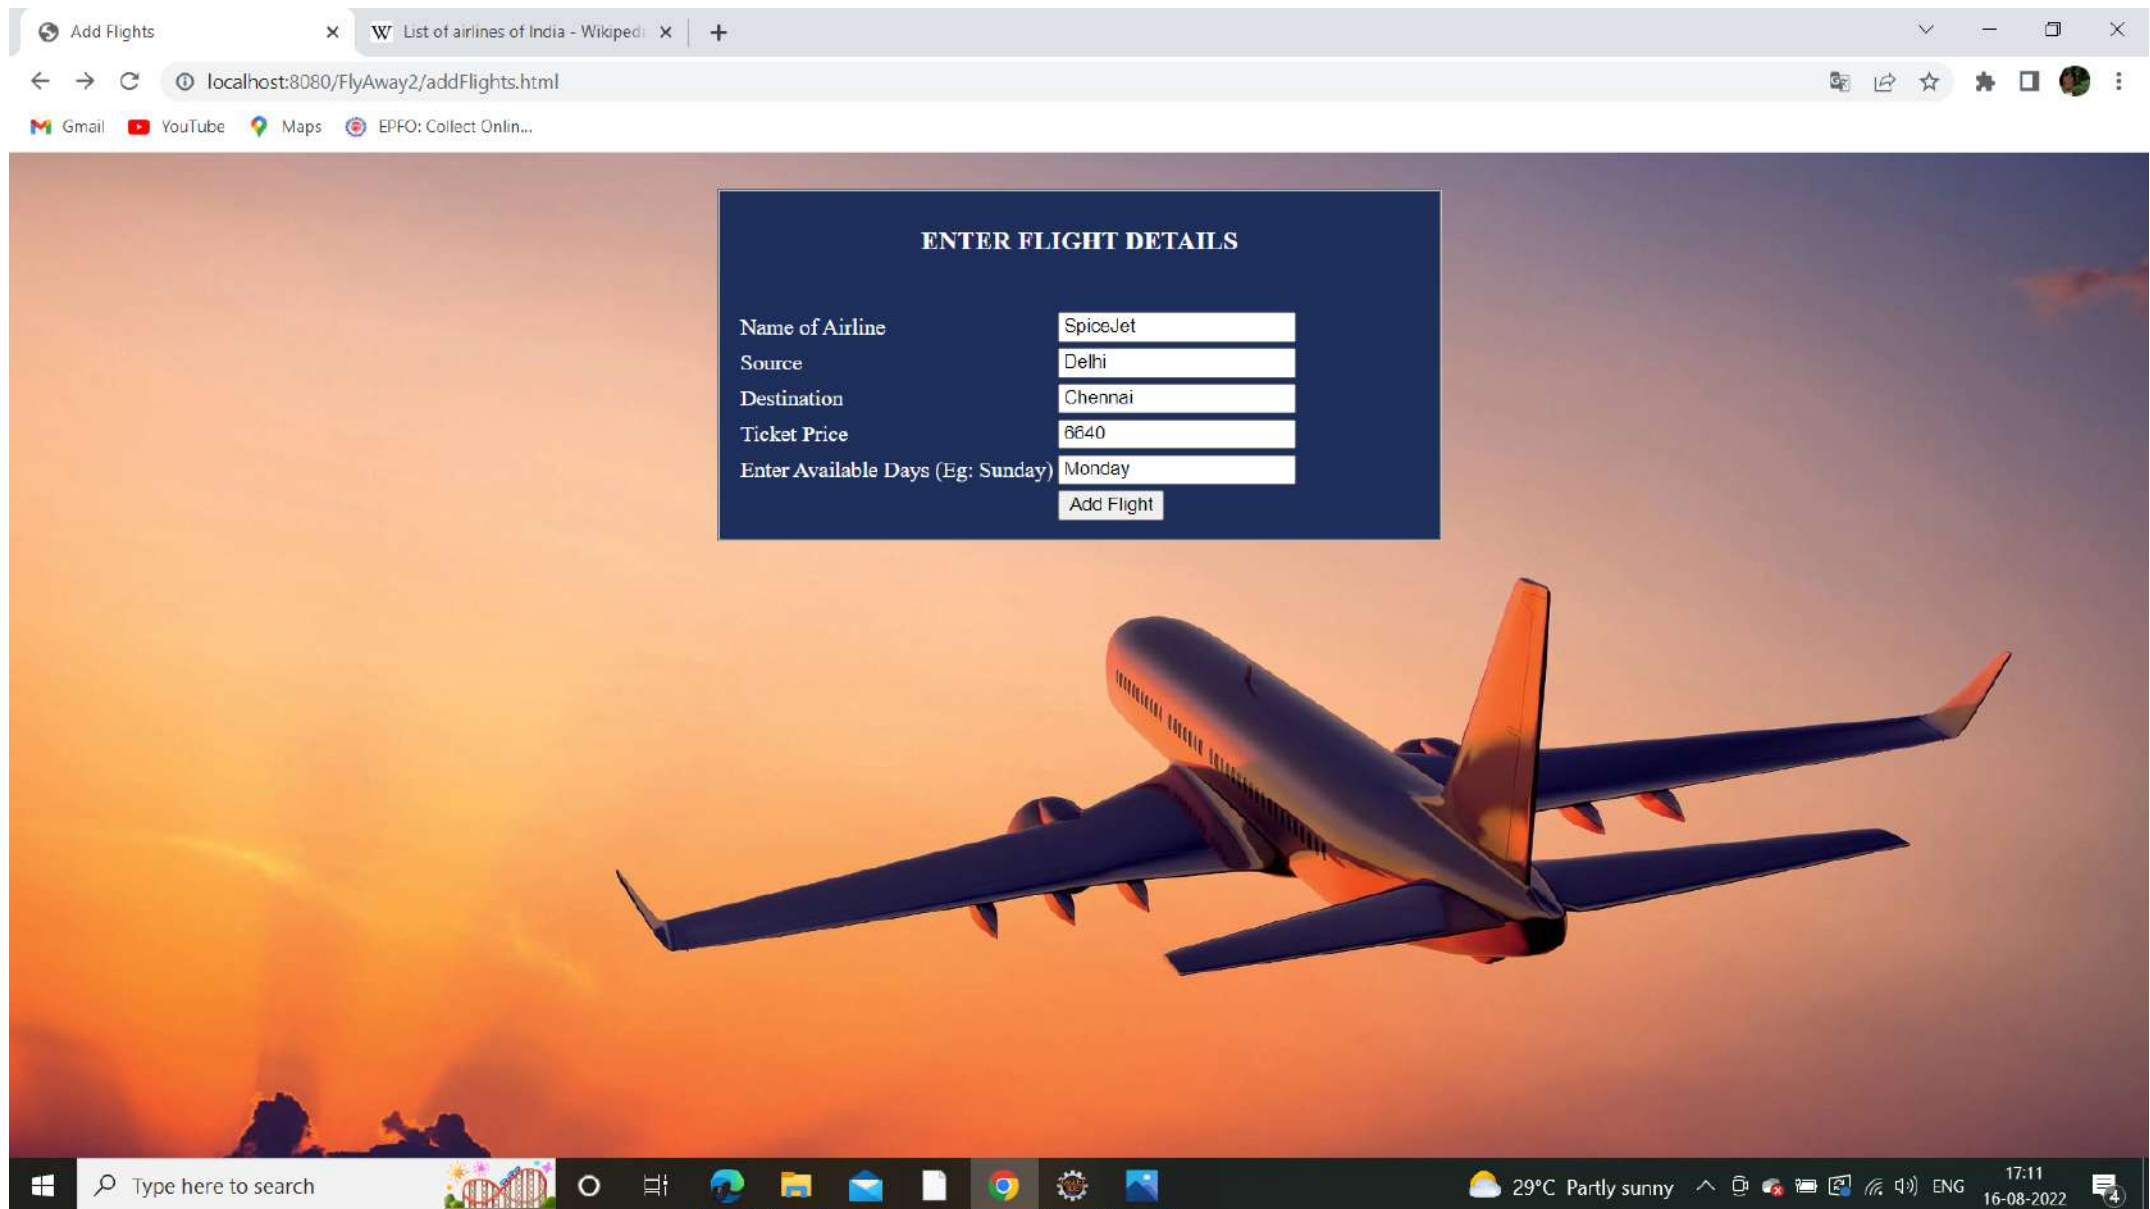 Add Flights
W List of airlines of India - Wikiped
localhost:8080/FlyAway2/addFlights.html
Gmail YouTube Maps EPFO: Collect Onlin...
ENTER FLIGHT DETAILS
Name of Airline SpiceJet
Source Delhi
Destination Chennai
Ticket Price 6640
Enter Available Days (Eg: Sunday) Monday
Add Flight
Type here to search
29°C Partly sunny
ENG
17:11
16-08-2022
4